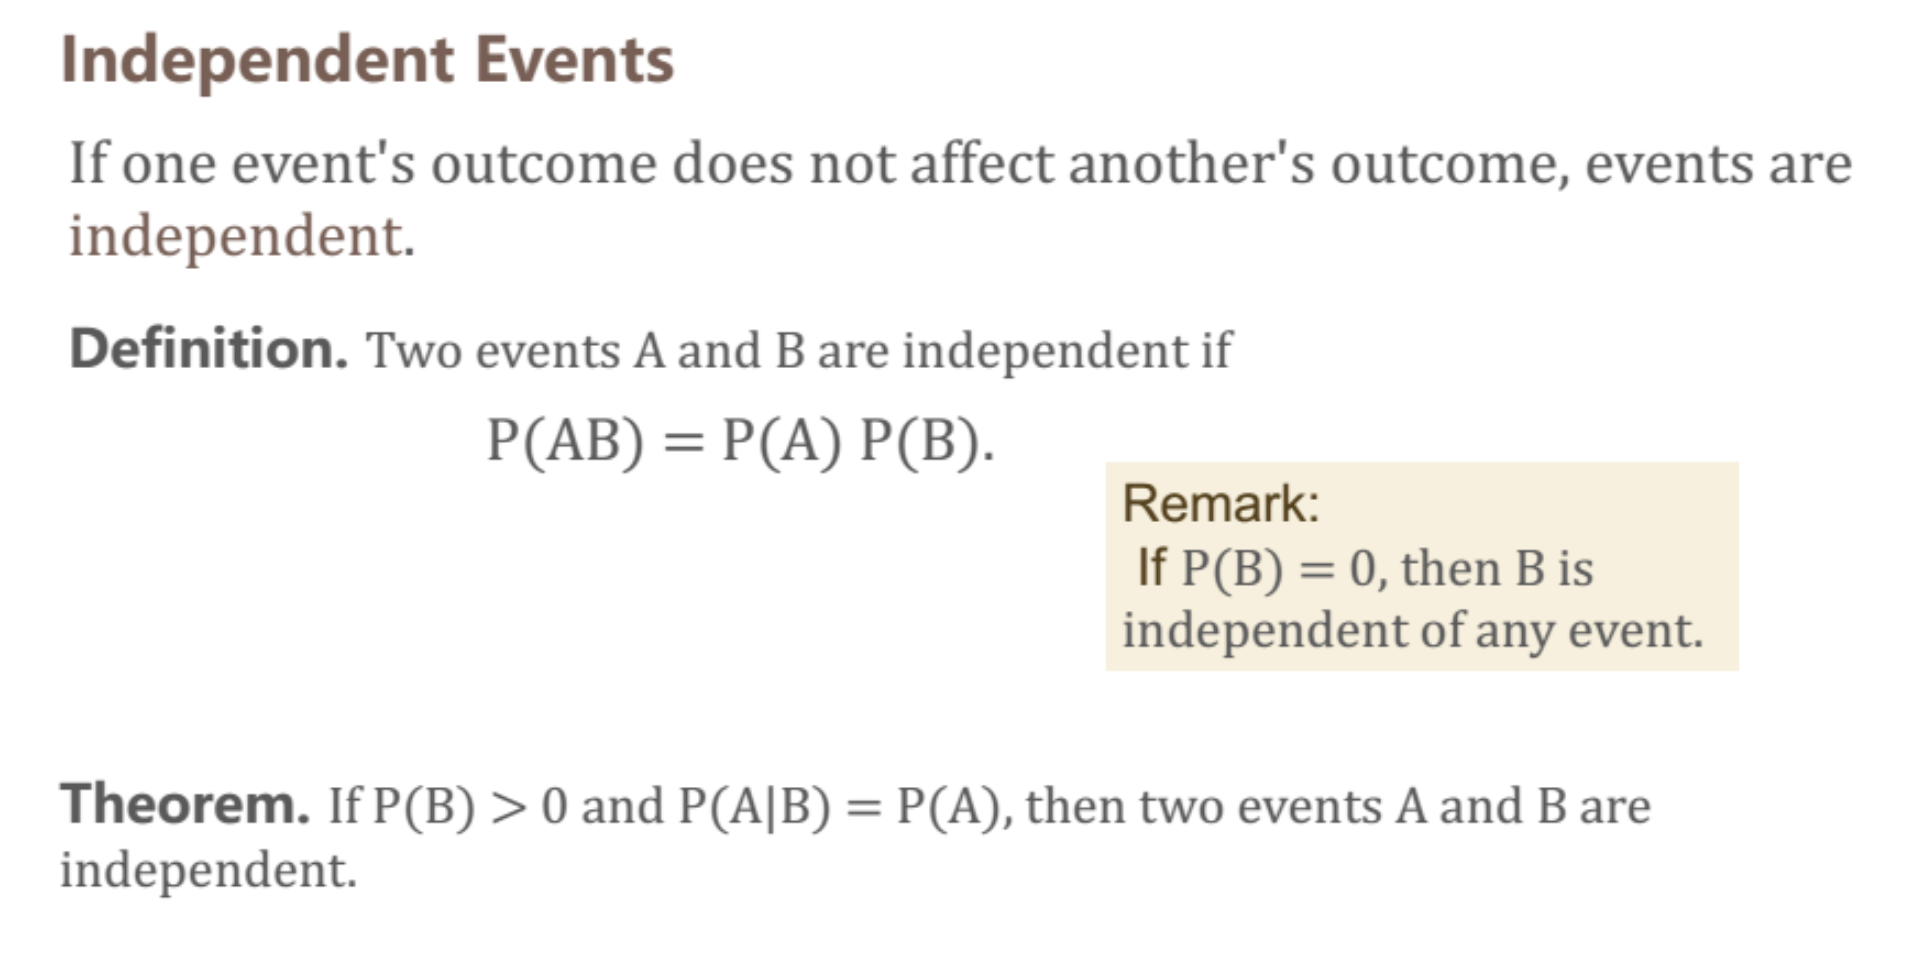 Independent Events
If one event's outcome does not affect another's outcome, events are
independent.
Definition. Two events A and B are independent if
P(AB) = P(A) P(B).
Remark:
If P(B) = 0, then B is
independent of any event.
Theorem. If P(B) > 0 and P(A|B) = P(A), then two events A and B are
independent.